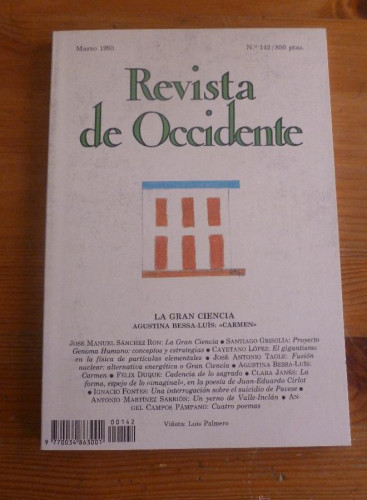 Marzo 1993
N.º 142 / 800 ptas.
Revista
de Occidente
LA GRAN CIENCIA
AGUSTINA BESSA-LUÍS: «CARMEN»
JOSÉ MANUEL SÁNCHEZ RON: La Gran Ciencia ● SANTIAGO GRISOLÍA: Proyecto
Genoma Humano: conceptos y estrategias ● CAYETANO LÓPEZ: El gigantismo
en la física de partículas elementales ● JOSÉ ANTONIO TAGLE: Fusión
nuclear: alternativa energética o Gran Ciencia ● AGUSTINA BESSA-LUÍS:
Carmen ● FÉLIX DUQUE: Cadencia de lo sagrado ● CLARA JANÉS: La
forma, espejo de lo «imaginal», en la poesía de Juan-Eduardo Cirlot
● IGNACIO FONTES: Una interrogación sobre el suicidio de Pavese ●
ANTONIO MARTÍNEZ SARRIÓN: Un yerno de Valle-Inclán ● AN-
GEL CAMPOS PÁMPANO: Cuatro poemas
00142
9 770034 863001
Viñeta: Luis Palmero